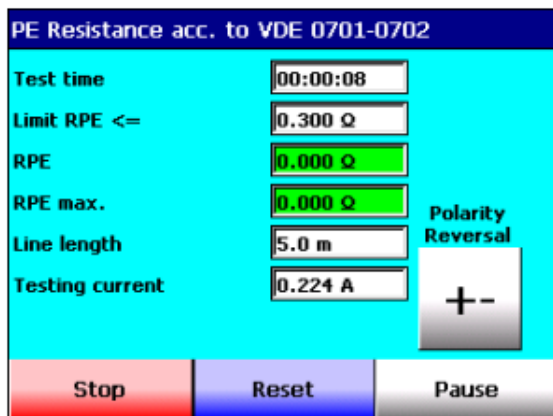 PE Resistance acc. to VDE 0701-0702
Test time 00:00:08
Limit RPE <= 0.300 Ω
RPE 0.000 Ω
RPE max. 0.000 Ω
Line length 5.0 m
Testing current 0.224 A
Polarity
Reversal
+-
Stop Reset Pause